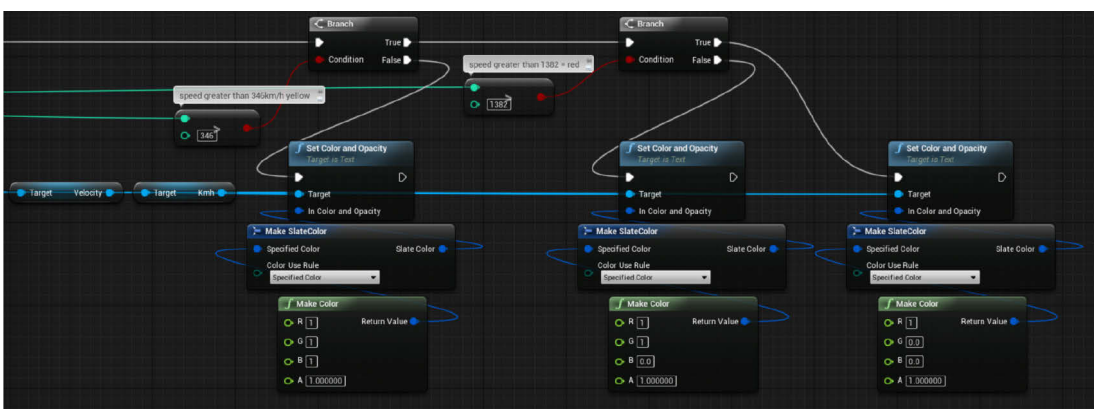 Branch
True
Condition
False
Branch
True
Condition
False
speed greater than 1382 = red
>
1382
speed greater than 346km/h yellow
>
346
Set Color and Opacity
Target is Text
Target
In Color and Opacity
Set Color and Opacity
Target is Text
Target
In Color and Opacity
Set Color and Opacity
Target is Text
Target
In Color and Opacity
Target Velocity
Target Kmh
Make SlateColor
Specified Color Slate Color
Color Use Rule
Specified Color
Make SlateColor
Specified Color Slate Color
Color Use Rule
Specified Color
Make SlateColor
Specified Color Slate Color
Color Use Rule
Specified Color
Make Color
R 1 Return Value
G 1
B 1
A 1.000000
Make Color
R 1 Return Value
G 1
B 0.0
A 1.000000
Make Color
R 1 Return Value
G 0.0
B 0.0
A 1.000000